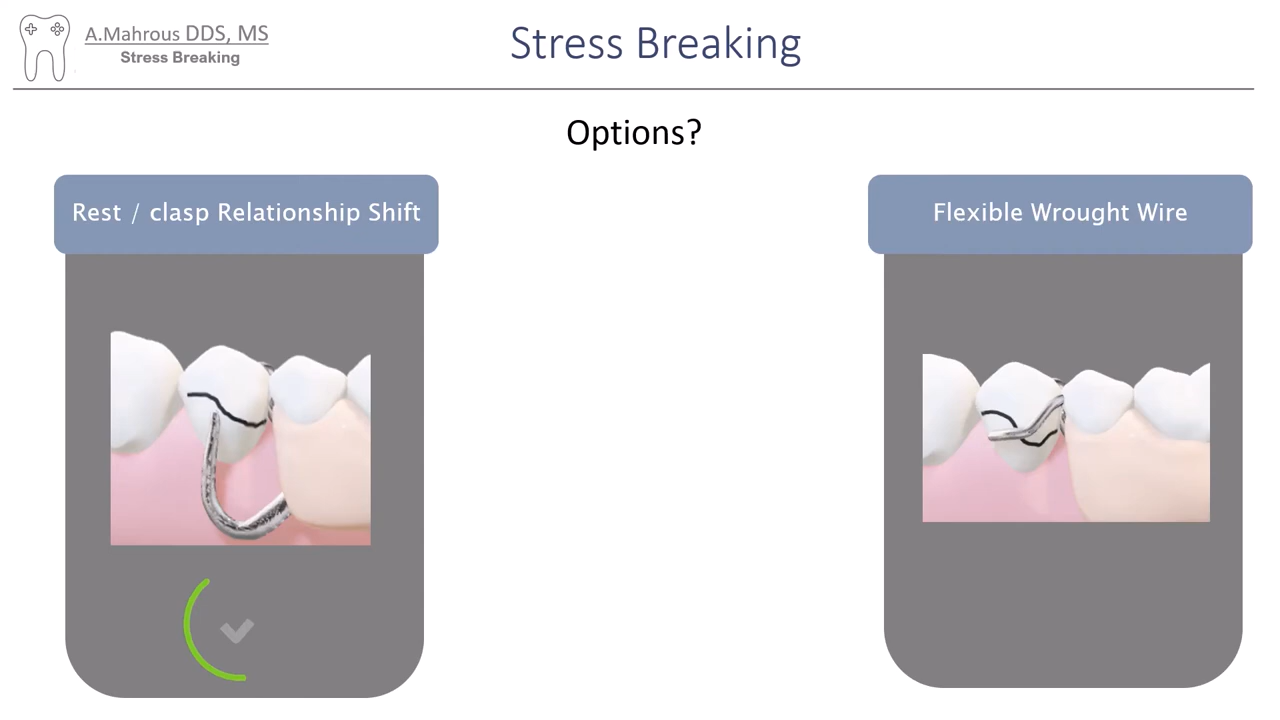 A.Mahrous DDS, MS
Stress Breaking
Stress Breaking
Options?
Rest / clasp Relationship Shift
Flexible Wrought Wire